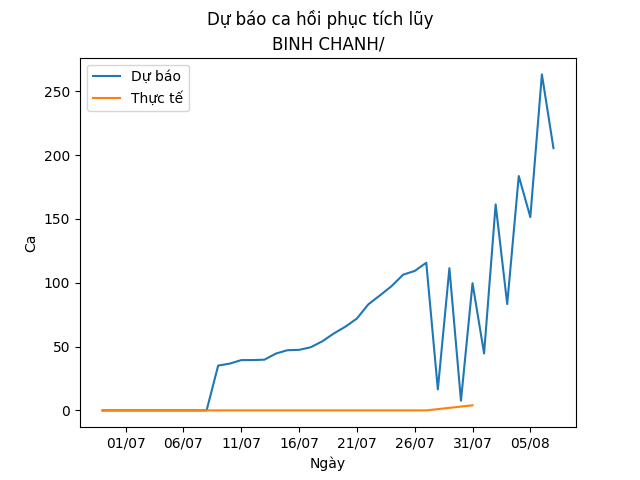 Dự báo ca hồi phục tích lũy
BINH CHANH/
Dự báo
Thực tế
Ca
250
200
150
100
50
0
01/07 06/07 11/07 16/07 21/07 26/07 31/07 05/08
Ngày